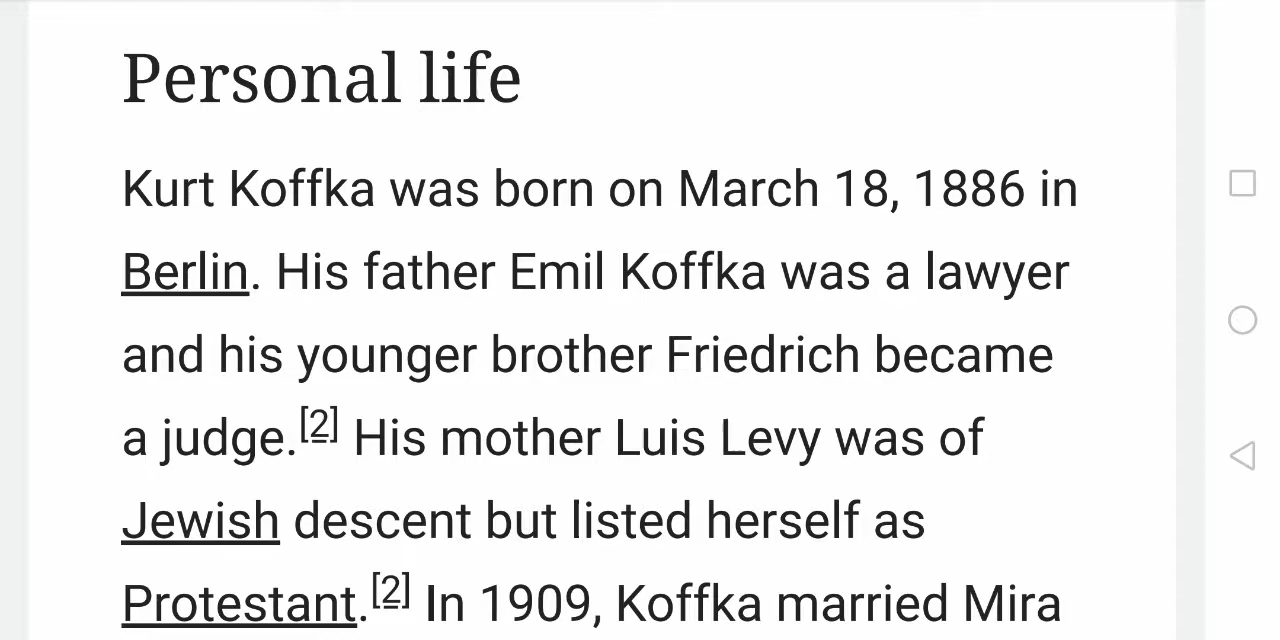 Personal life
Kurt Koffka was born on March 18, 1886 in
Berlin. His father Emil Koffka was a lawyer
and his younger brother Friedrich became
a judge.[2] His mother Luis Levy was of
Jewish descent but listed herself as
Protestant.[2] In 1909, Koffka married Mira